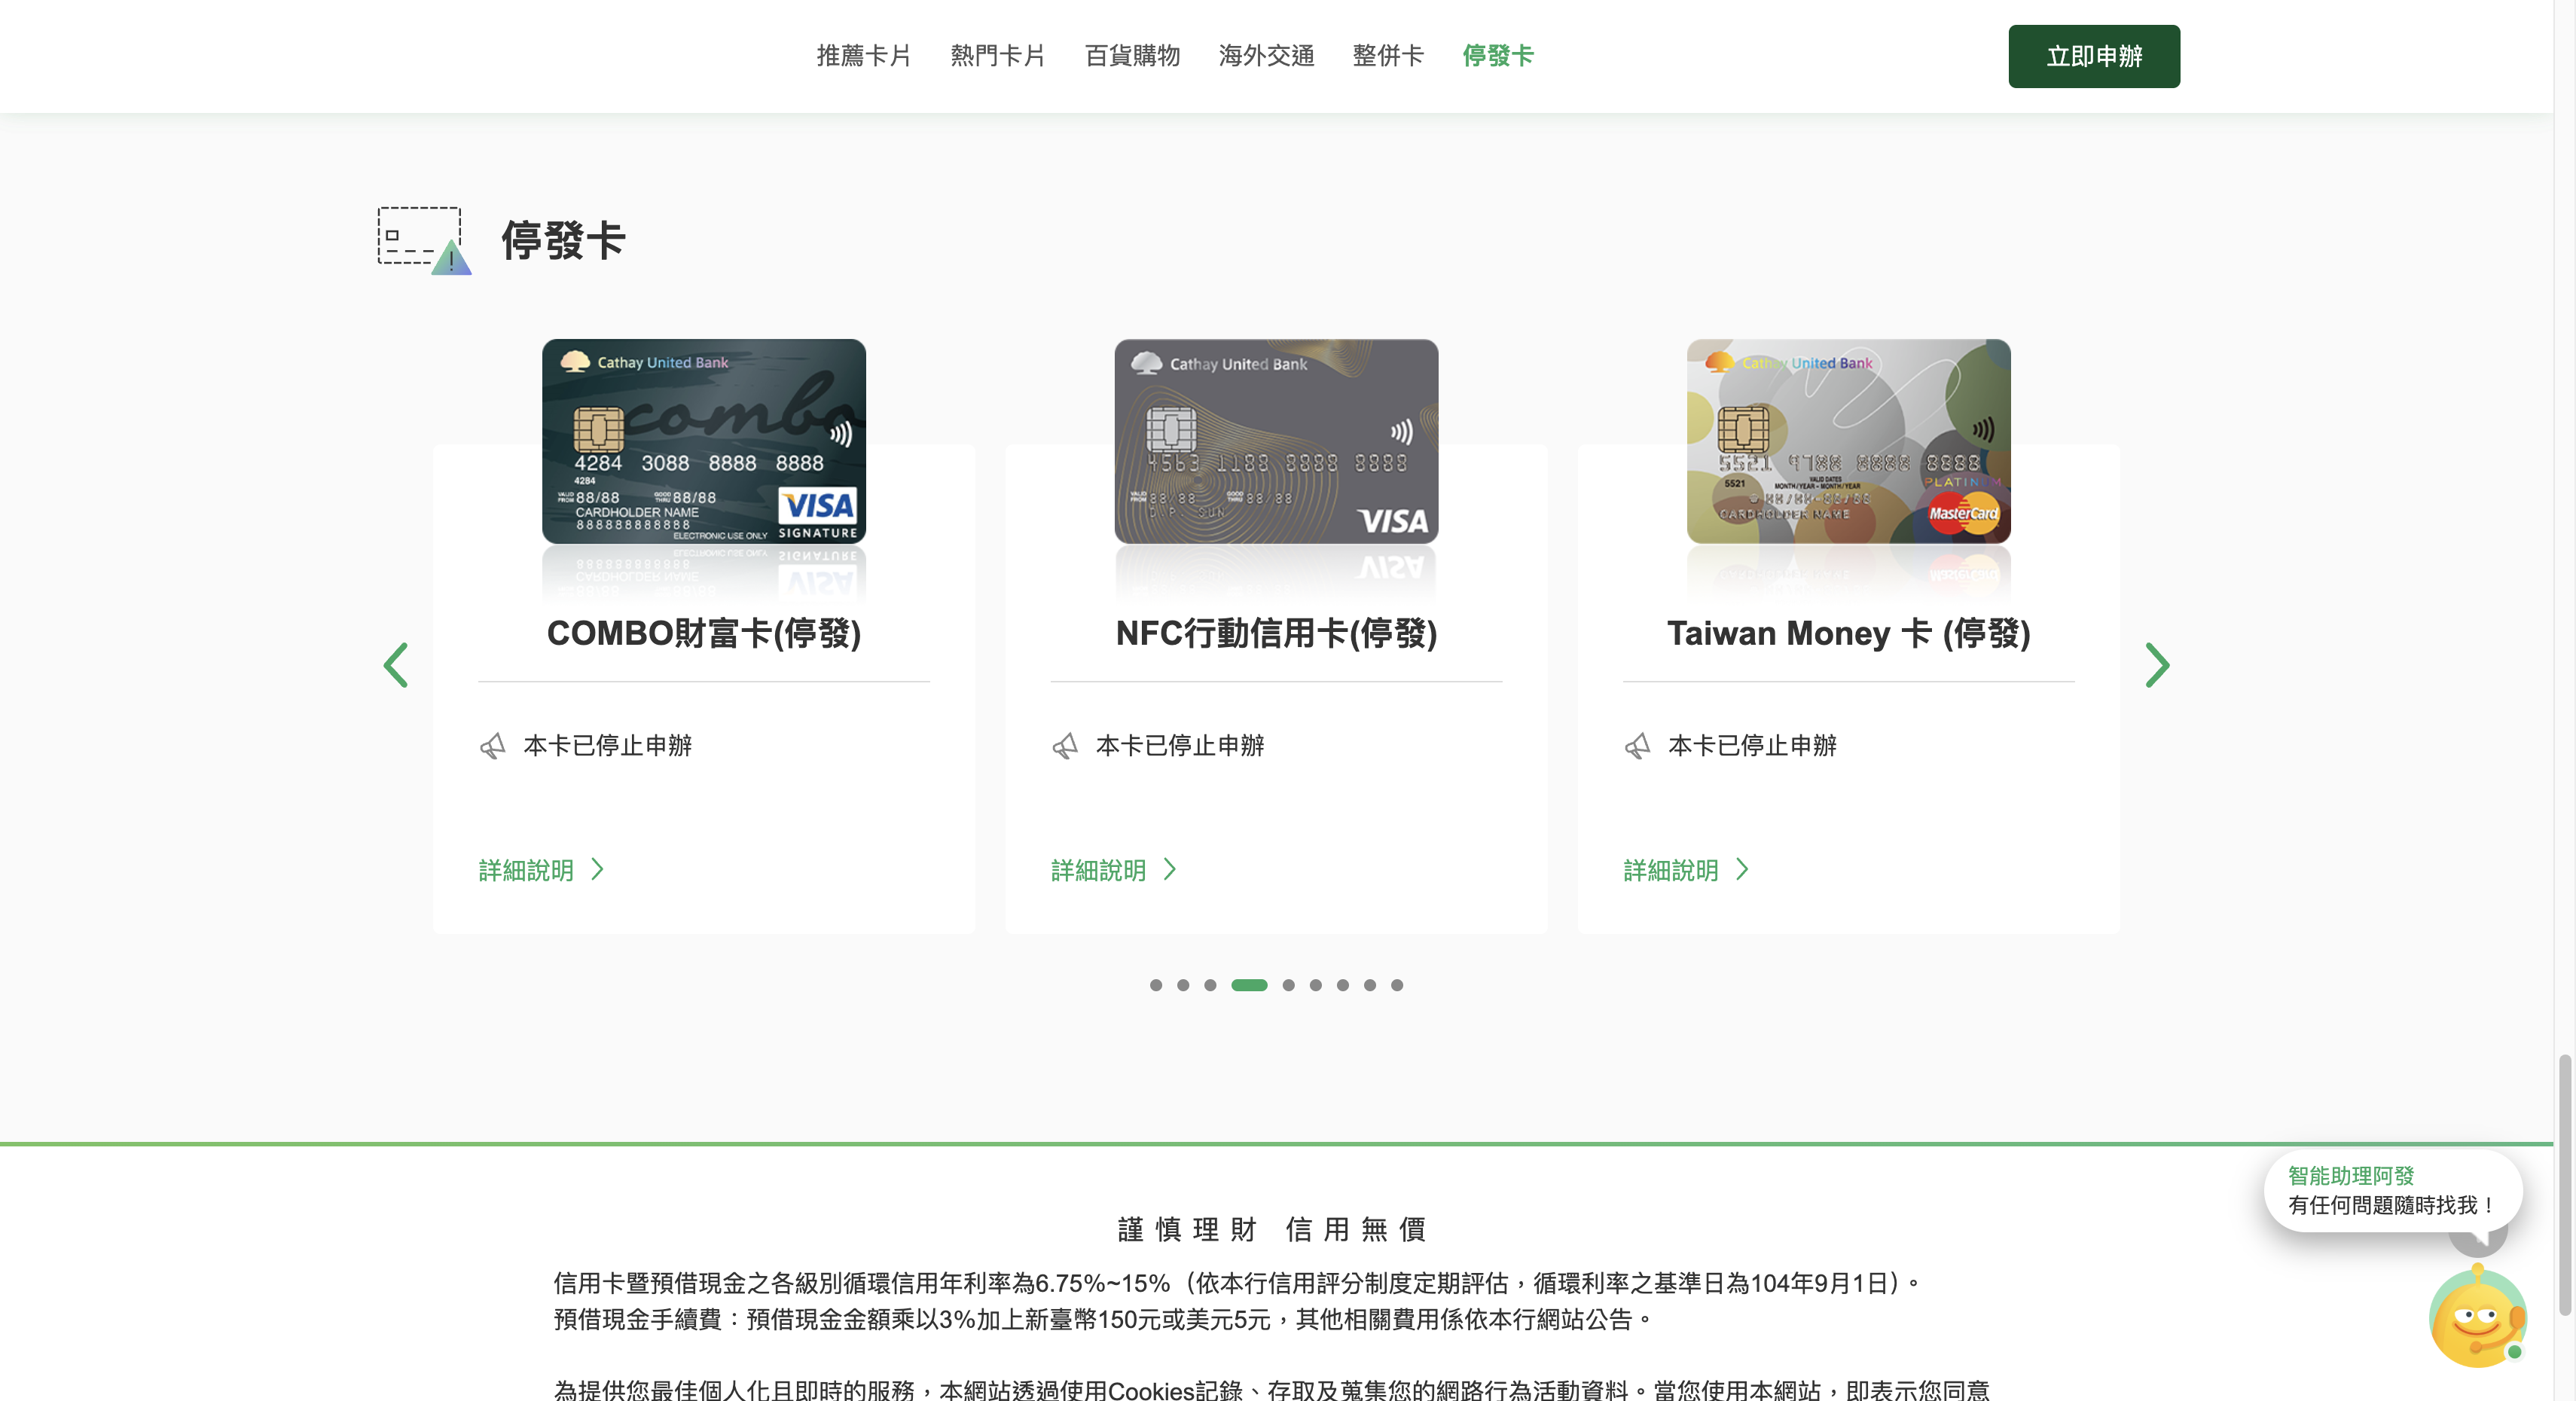 推薦卡片
熱門卡片
百貨購物
海外交通
整併卡
停發卡
立即申辦
停發卡
Cathay United Bank
combo
4284 3088 8888 8888
4284
VALID FROM 88/88 GOOD THRU 88/88
CARDHOLDER NAME
888888888888
ELECTRONIC USE ONLY
VISA
SIGNATURE
Cathay United Bank
4563 1188 8888 8888
VALID FROM 88/88 GOOD THRU 88/88
D.P. SUN
VISA
Cathay United Bank
5521 9788 8888 8888
5521
VALID DATES
MONTH/YEAR – MONTH/YEAR
PLATINUM
CARDHOLDER NAME
MasterCard
COMBO財富卡(停發)
本卡已停止申辦
詳細說明
NFC行動信用卡(停發)
本卡已停止申辦
詳細說明
Taiwan Money 卡 (停發)
本卡已停止申辦
詳細說明
智能助理阿發
有任何問題隨時找我！
謹慎理財 信用無價
信用卡暨預借現金之各級別循環信用年利率為6.75%~15%（依本行信用評分制度定期評估，循環利率之基準日為104年9月1日）。
預借現金手續費：預借現金金額乘以3%加上新臺幣150元或美元5元，其他相關費用係依本行網站公告。
為提供您最佳個人化且即時的服務，本網站透過使用Cookies記錄、存取及蒐集您的網路行為活動資料。當您使用本網站，即表示您同意